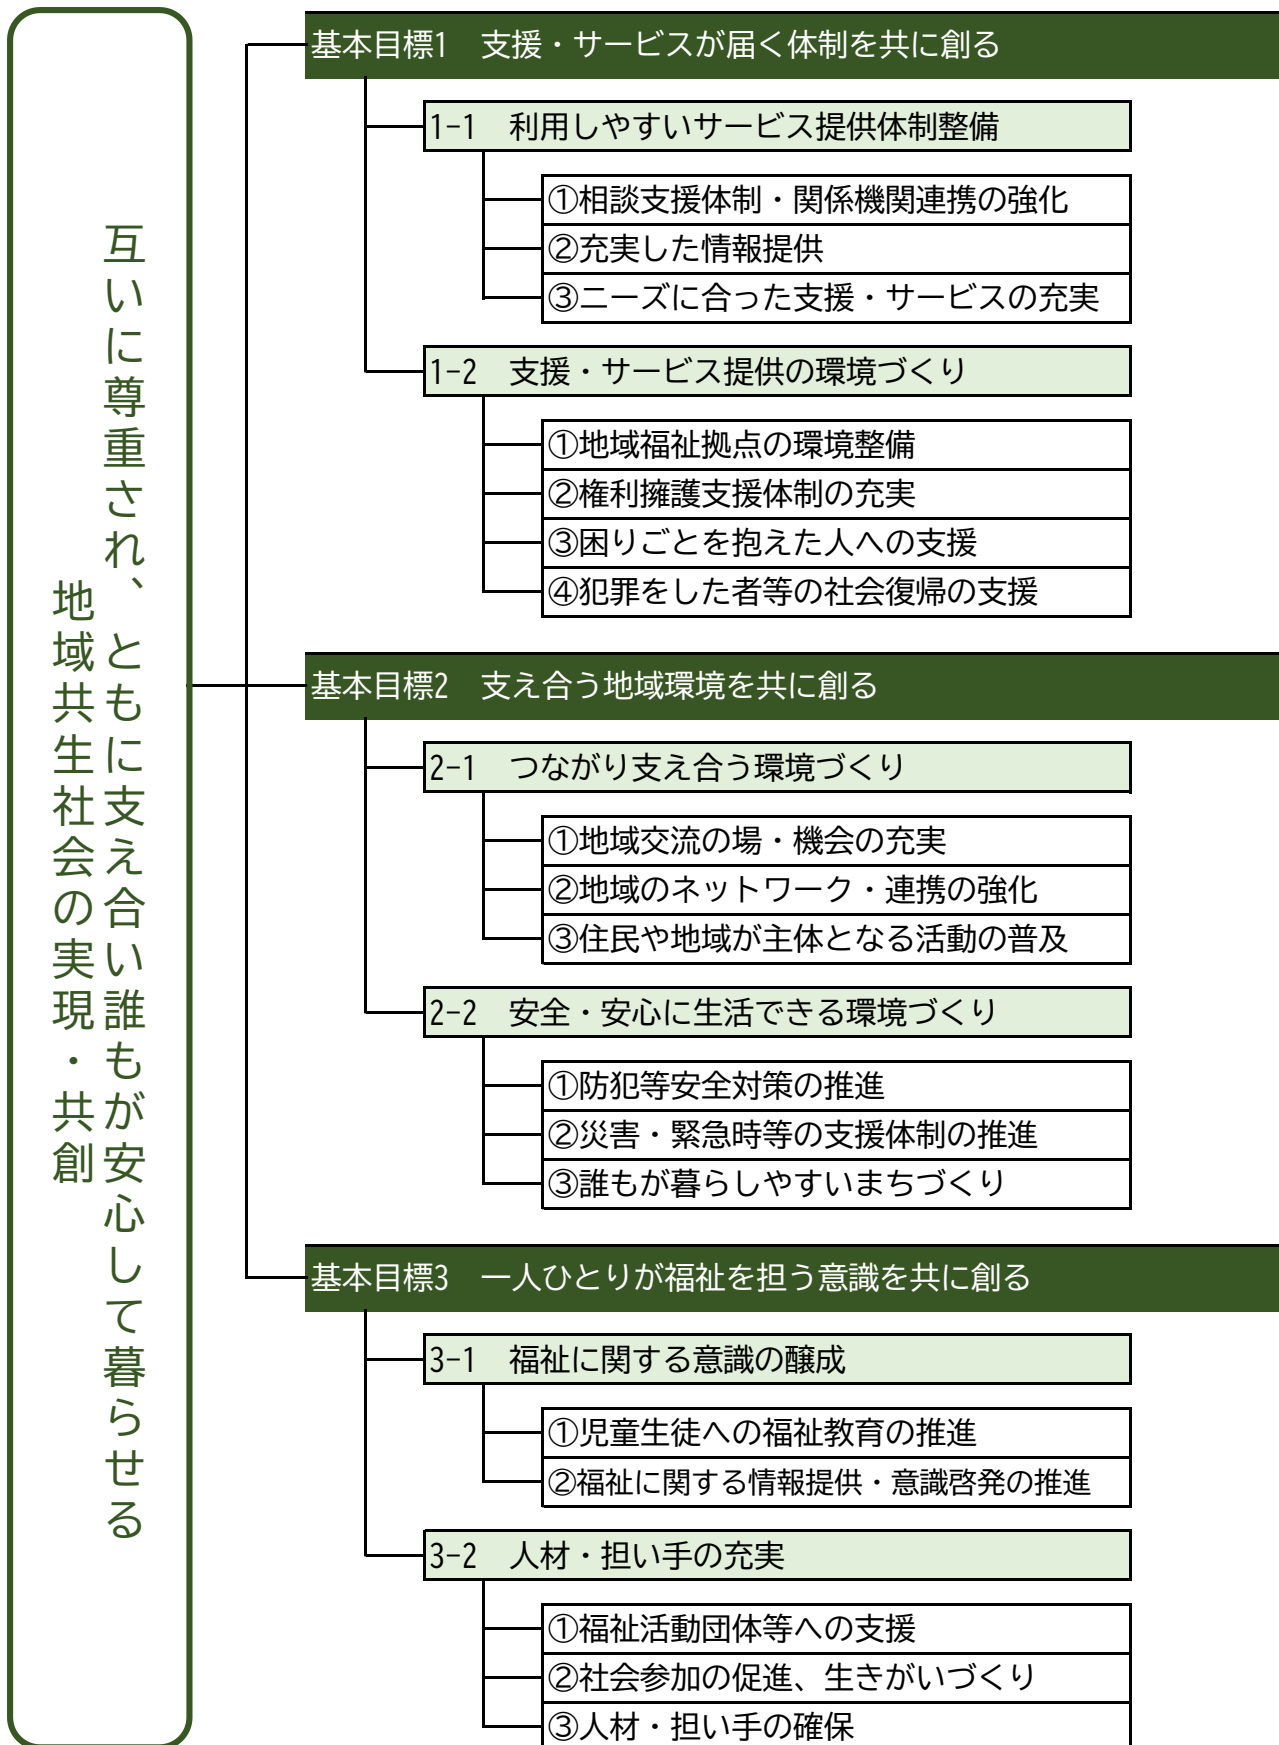 互いに尊重され、ともに支え合い誰もが安心して暮らせる
地域共生社会の実現・共創
基本目標1　支援・サービスが届く体制を共に創る
1-1　利用しやすいサービス提供体制整備
①相談支援体制・関係機関連携の強化
②充実した情報提供
③ニーズに合った支援・サービスの充実
1-2　支援・サービス提供の環境づくり
①地域福祉拠点の環境整備
②権利擁護支援体制の充実
③困りごとを抱えた人への支援
④犯罪をした者等の社会復帰の支援
基本目標2　支え合う地域環境を共に創る
2-1　つながり支え合う環境づくり
①地域交流の場・機会の充実
②地域のネットワーク・連携の強化
③住民や地域が主体となる活動の普及
2-2　安全・安心に生活できる環境づくり
①防犯等安全対策の推進
②災害・緊急時等の支援体制の推進
③誰もが暮らしやすいまちづくり
基本目標3　一人ひとりが福祉を担う意識を共に創る
3-1　福祉に関する意識の醸成
①児童生徒への福祉教育の推進
②福祉に関する情報提供・意識啓発の推進
3-2　人材・担い手の充実
①福祉活動団体等への支援
②社会参加の促進、生きがいづくり
③人材・担い手の確保